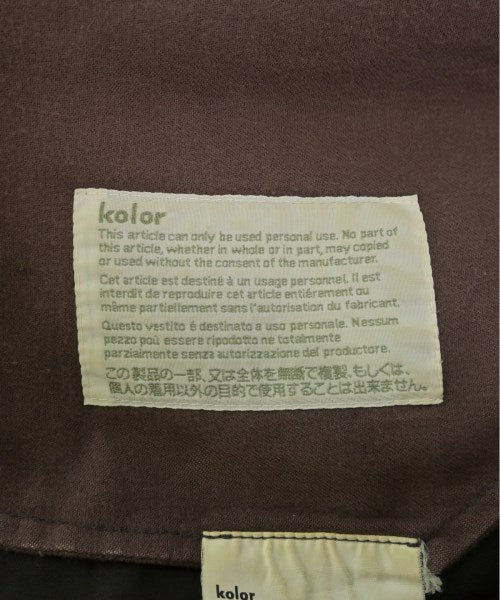 kolor
This article can only be used personal use. No part of
this article, whether in whole or in part, may copied
or used without the consent of the manufacturer.
Cet article est destiné à un usage personnel. Il est
interdit de reproduire cet article entiérement ou
même partiellement sans l'autorisation du fabricant.
Questo vestito é destinato a uso personale. Nessum
pezzo può essere ripodotto ne totalmente
parzialmente senza autorizzazione del productore.
この製品の一部、又は全体を無断で複製、もしくは、
個人の着用以外の目的で使用することは出来ません。
kolor